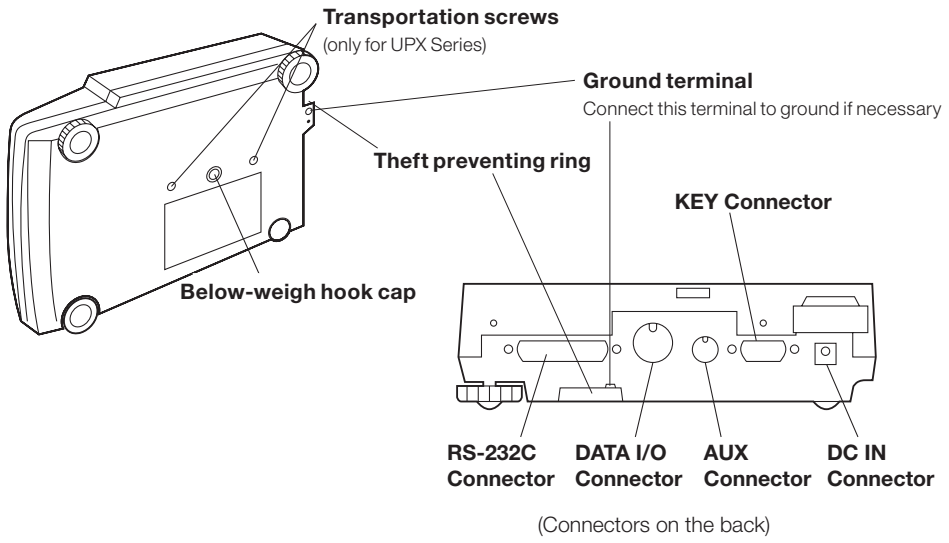 Transportation screws
(only for UPX Series)
Ground terminal
Connect this terminal to ground if necessary
Theft preventing ring
KEY Connector
Below-weigh hook cap
RS-232C
Connector
DATA I/O
Connector
AUX
Connector
DC IN
Connector
(Connectors on the back)